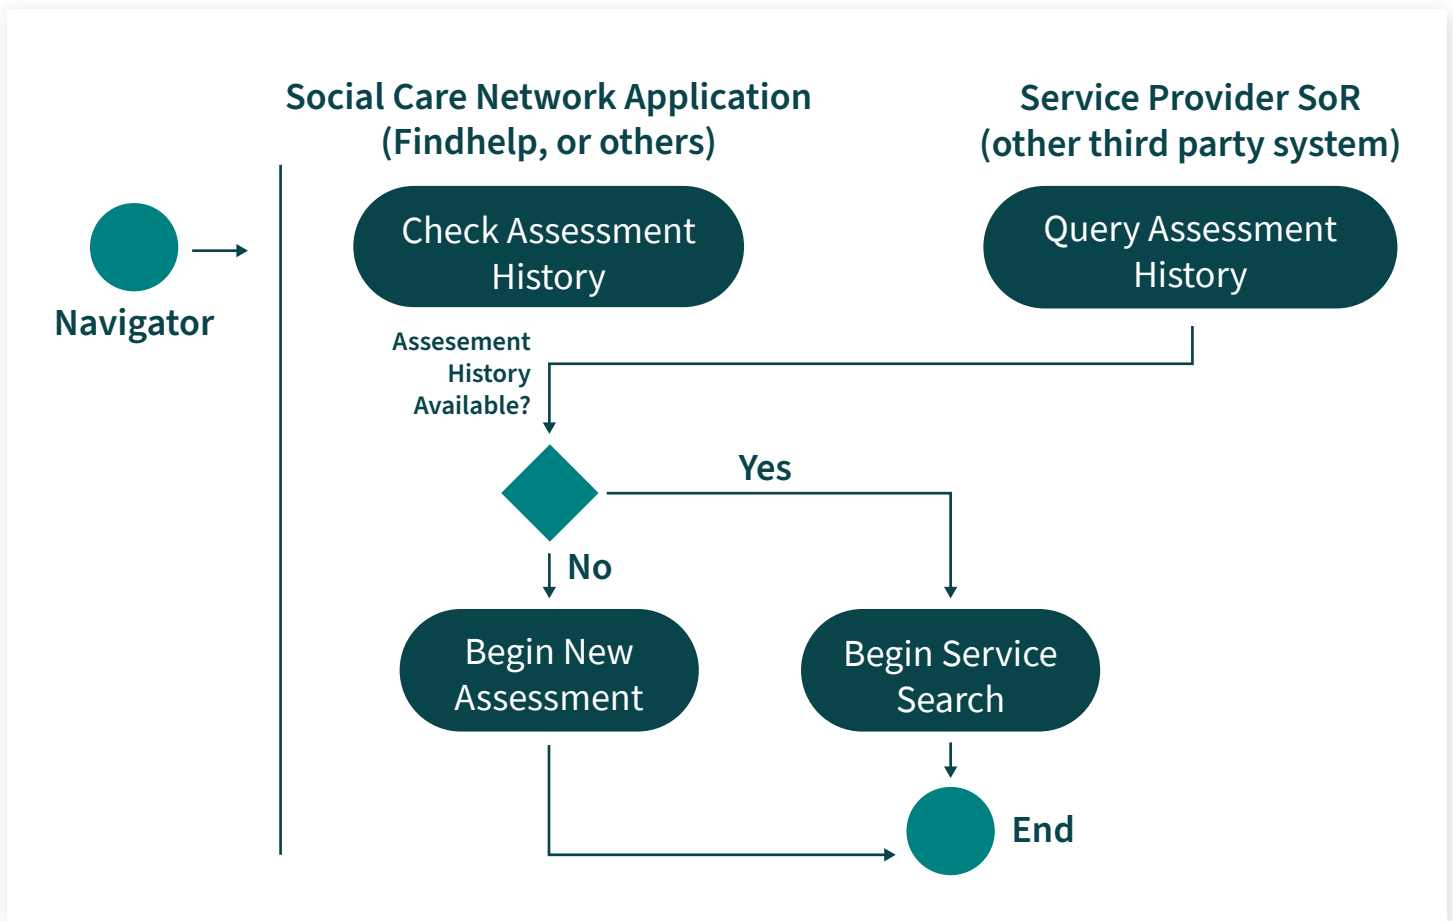 Social Care Network Application
(Findhelp, or others)
Service Provider SoR
(other third party system)
Check Assessment
History
Query Assessment
History
Navigator
Assesement
History
Available?
Yes
No
Begin New
Assessment
Begin Service
Search
End